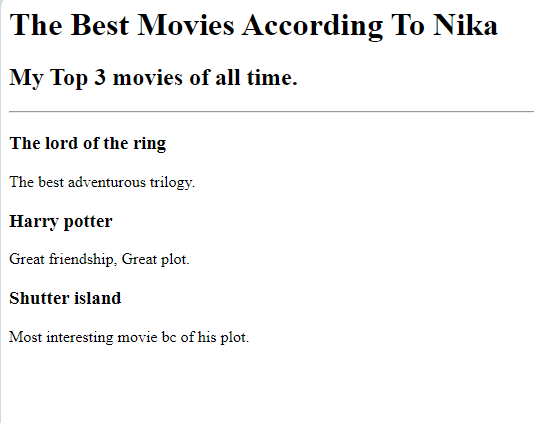 The Best Movies According To Nika
My Top 3 movies of all time.
The lord of the ring
The best adventurous trilogy.
Harry potter
Great friendship, Great plot.
Shutter island
Most interesting movie bc of his plot.